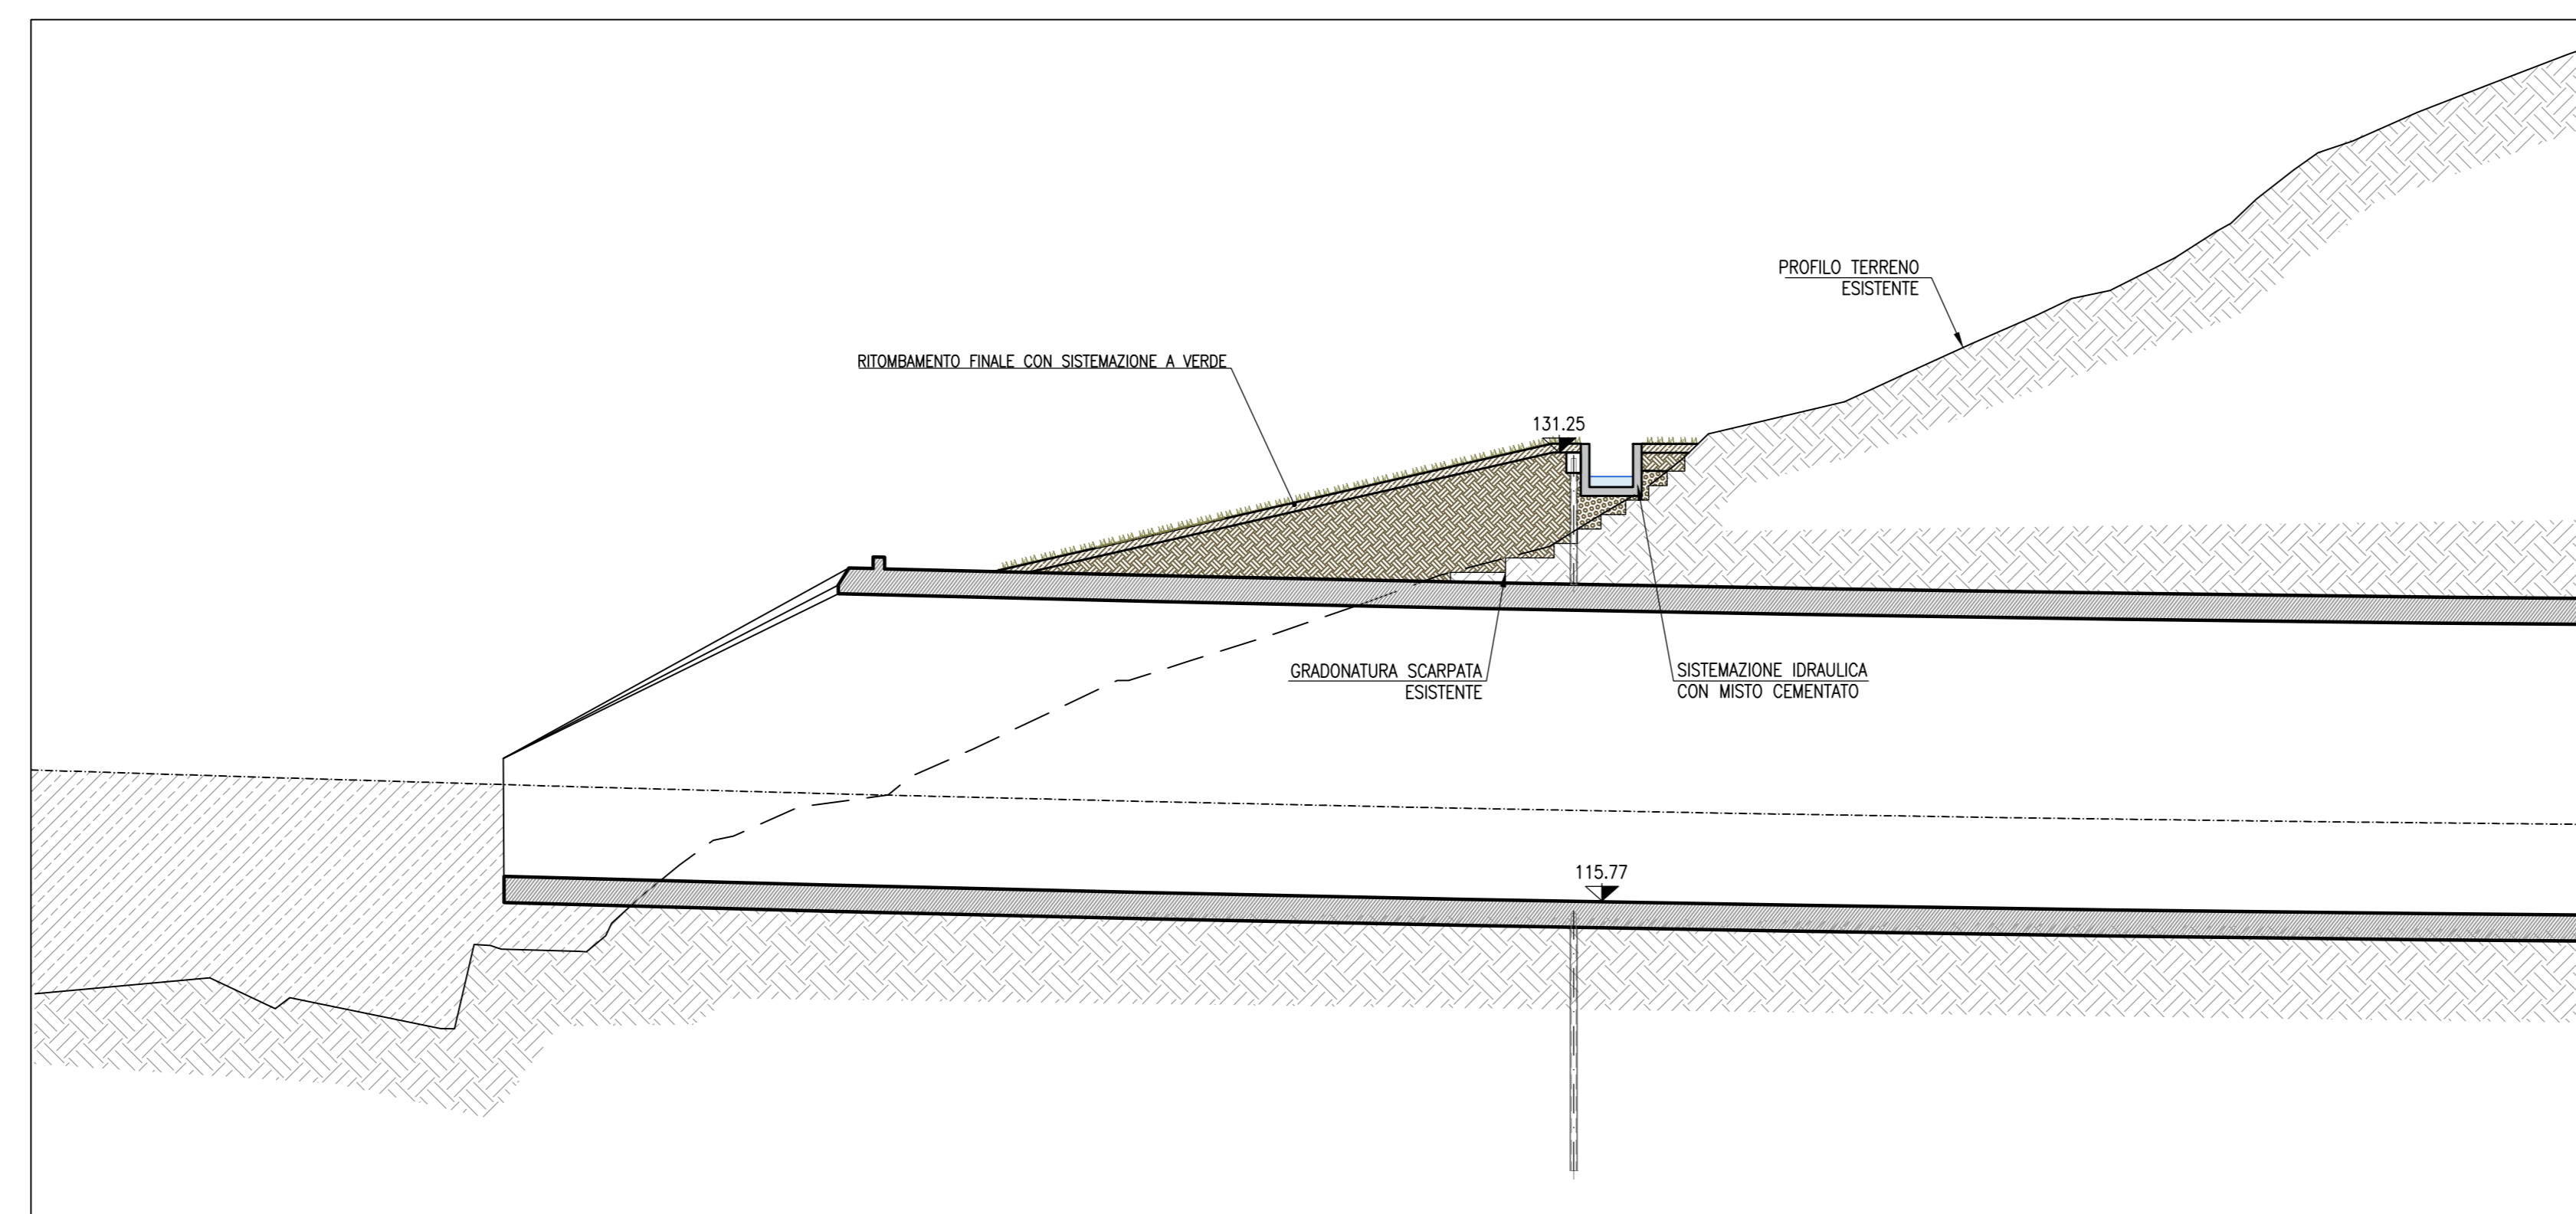 PROFILO TERRENO
ESISTENTE
RITOMBAMENTO FINALE CON SISTEMAZIONE A VERDE
131.25
GRADONATURA SCARPATA
ESISTENTE
SISTEMAZIONE IDRAULICA
CON MISTO CEMENTATO
115.77